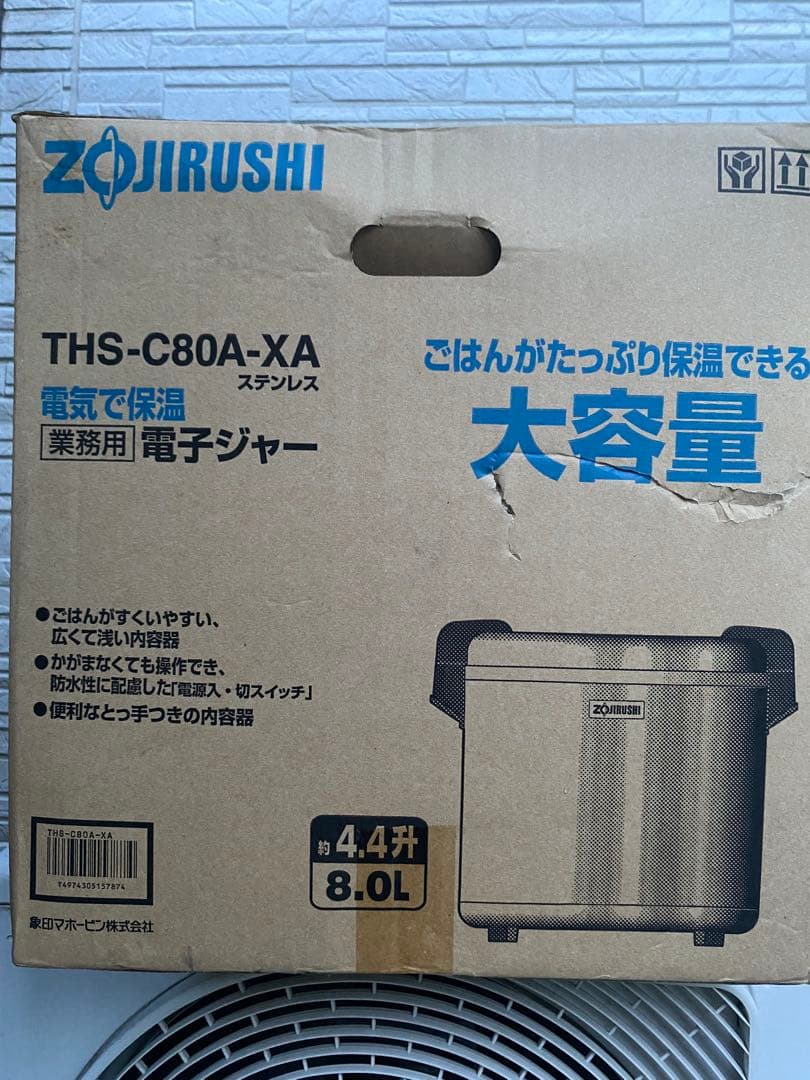 ZOJIRUSHI
THS-C80A-XA
ステンレス
電気で保温
業務用 電子ジャー
ごはんがたっぷり保温できる
大容量
●ごはんがすくいやすい、
広くて浅い内容器
●かがまなくても操作でき、
防水性に配慮した「電源入・切スイッチ」
●便利なとっ手つきの内容器
ZOJIRUSHI
THS-C80A-XA
T4974305157874
象印マホービン株式会社
約4.4升
8.0L